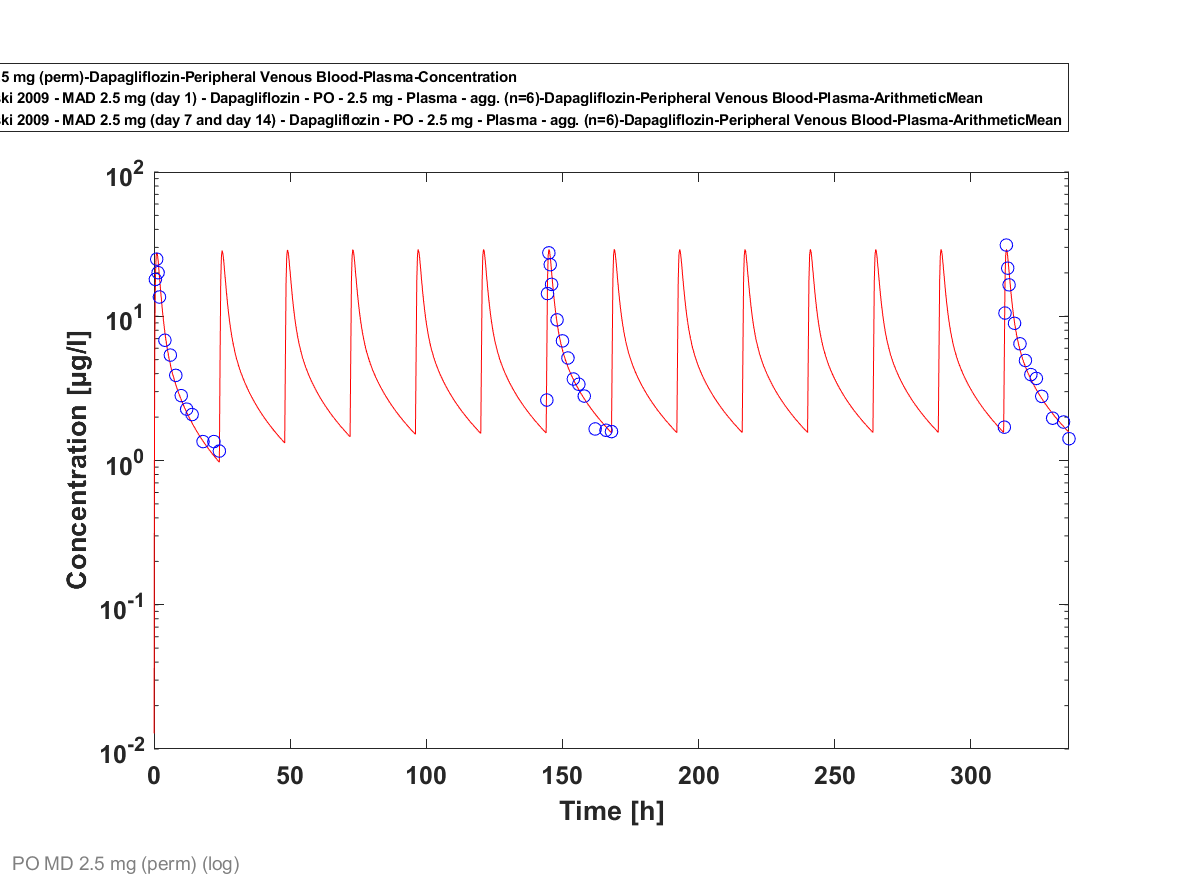 5 mg (perm)-Dapagliflozin-Peripheral Venous Blood-Plasma-Concentration
ski 2009 - MAD 2.5 mg (day 1) - Dapagliflozin - PO - 2.5 mg - Plasma - agg. (n=6)-Dapagliflozin-Peripheral Venous Blood-Plasma-ArithmeticMean
ski 2009 - MAD 2.5 mg (day 7 and day 14) - Dapagliflozin - PO - 2.5 mg - Plasma - agg. (n=6)-Dapagliflozin-Peripheral Venous Blood-Plasma-ArithmeticMean
10^2
10^1
10^0
10^-1
10^-2
Concentration [µg/l]
0 50 100 150 200 250 300
Time [h]
PO MD 2.5 mg (perm) (log)